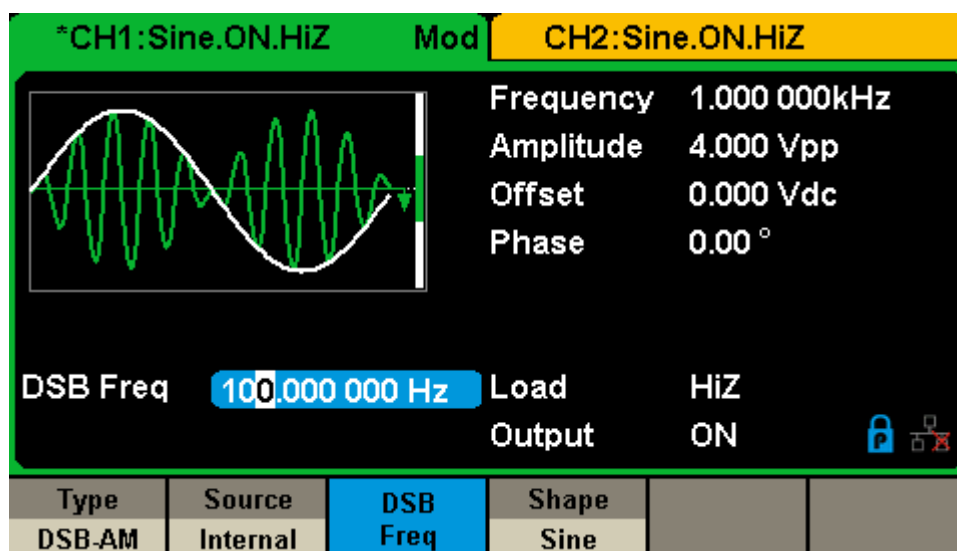 *CH1:Sine.ON.HiZ Mod CH2:Sine.ON.HiZ
Frequency 1.000 000kHz
Amplitude 4.000 Vpp
Offset 0.000 Vdc
Phase 0.00 °
DSB Freq 100.000 000 Hz Load HiZ
Output ON P
Type Source DSB Freq Shape
DSB-AM Internal Sine